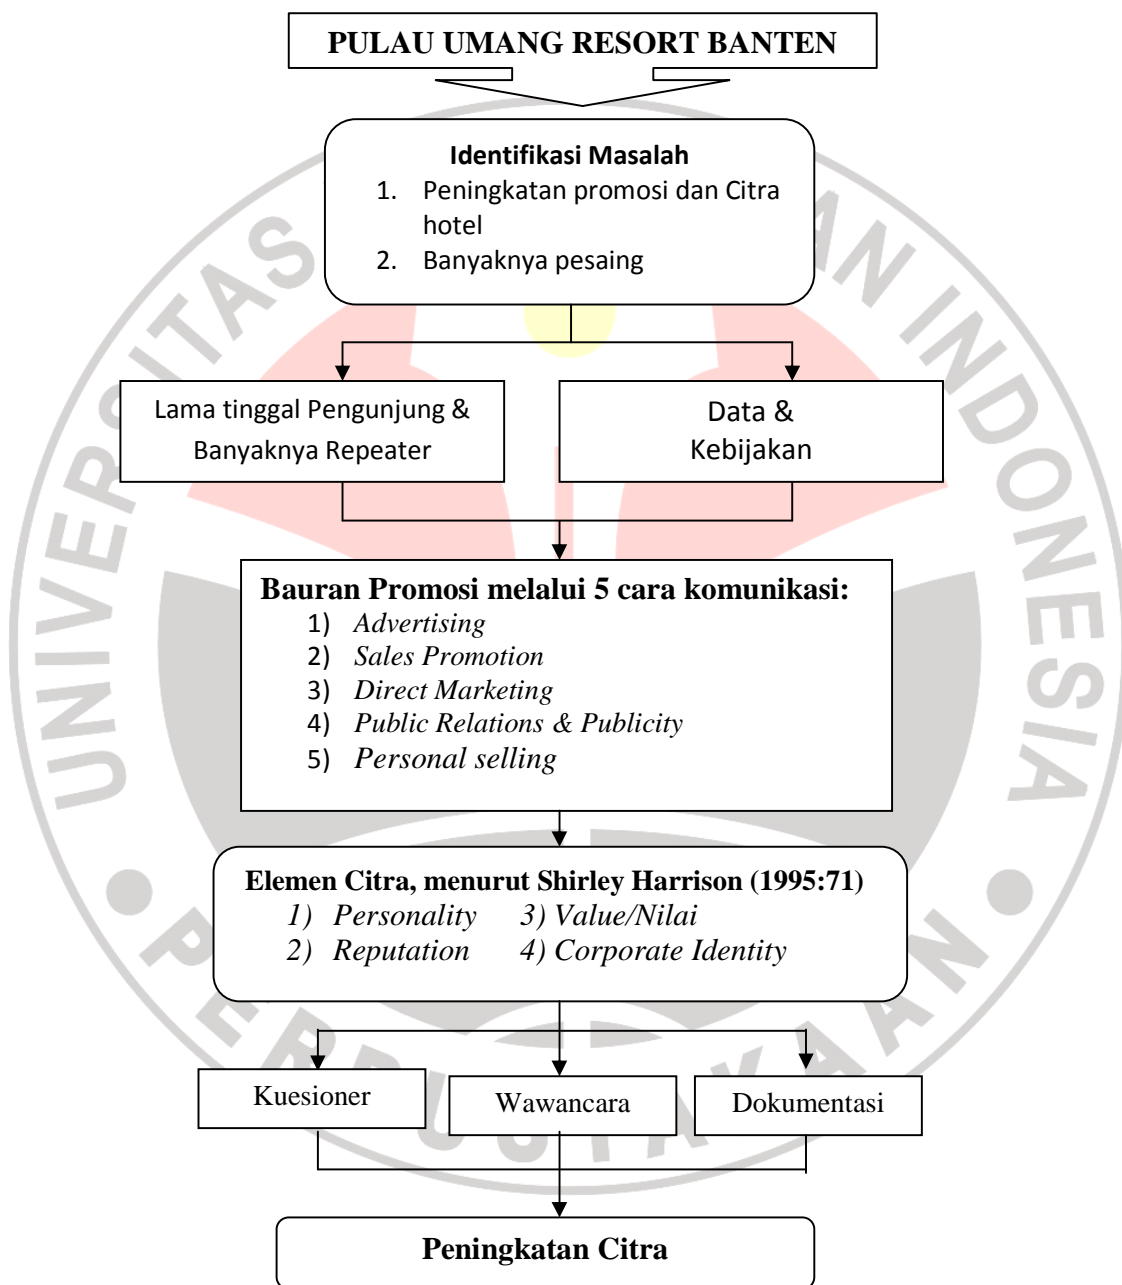 PULAU UMANG RESORT BANTEN
Identifikasi Masalah
1. Peningkatan promosi dan Citra
hotel
2. Banyaknya pesaing
Lama tinggal Pengunjung &
Banyaknya Repeater
Data &
Kebijakan
Bauran Promosi melalui 5 cara komunikasi:
1) Advertising
2) Sales Promotion
3) Direct Marketing
4) Public Relations & Publicity
5) Personal selling
Elemen Citra, menurut Shirley Harrison (1995:71)
1) Personality 3) Value/Nilai
2) Reputation 4) Corporate Identity
Kuesioner
Wawancara
Dokumentasi
Peningkatan Citra
UNIVERSITAS
AN INDONESIA